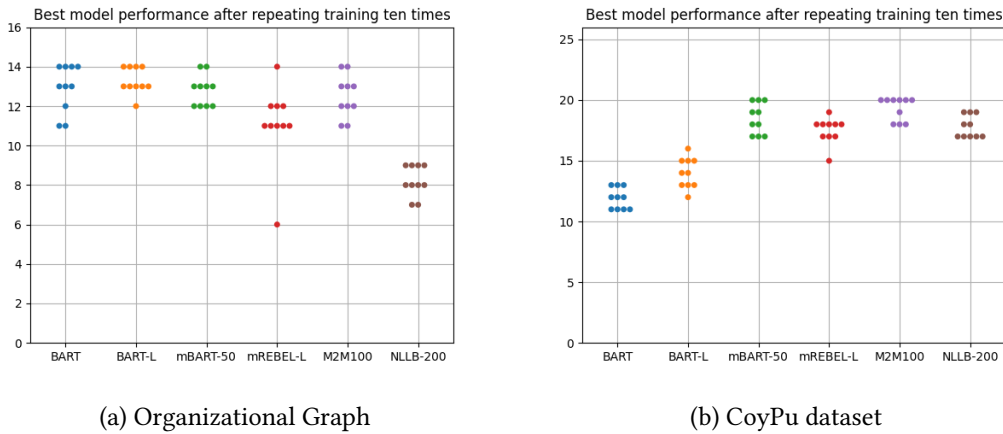 Best model performance after repeating training ten times
16
14
12
10
8
6
4
2
0
BART BART-L mBART-50 mREBEL-L M2M100 NLLB-200
(a) Organizational Graph
Best model performance after repeating training ten times
25
20
15
10
5
0
BART BART-L mBART-50 mREBEL-L M2M100 NLLB-200
(b) CoyPu dataset